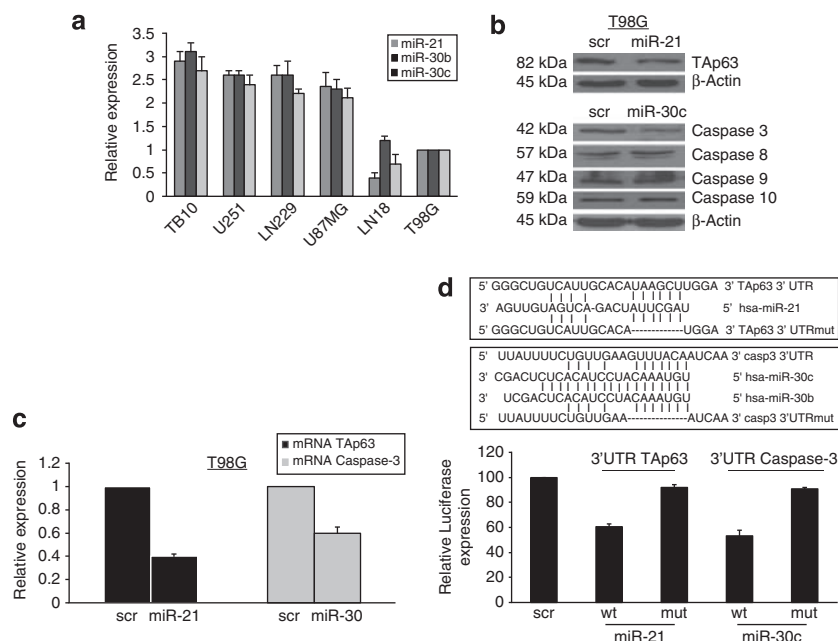 a
Relative expression
3.5
3
2.5
2
1.5
1
0.5
0
miR-21
miR-30b
miR-30c
TB10
U251
LN229
U87MG
LN18
T98G
b
T98G
scr miR-21
82 kDa TAp63
45 kDa β-Actin
scr miR-30c
42 kDa Caspase 3
57 kDa Caspase 8
47 kDa Caspase 9
59 kDa Caspase 10
45 kDa β-Actin
c
mRNA TAp63
mRNA Caspase-3
T98G
Relative expression
1.2
1
0.8
0.6
0.4
0.2
0
scr miR-21 scr miR-30
d
5' GGGCUGUCAUUGCACAUAAGCUUGGA 3' TAp63 3' UTR
3' AGUUGUAGUCA-GACUAUUCGAU 5' hsa-miR-21
5' GGGCUGUCAUUGCACA-------------UGGA 3' TAp63 3' UTRmut
5' UUAUUUUCUGUUGAAGUUUACAAUCAA 3' casp3 3'UTR
3' CGACUCUCACAUCCUACAAAUGU 5' hsa-miR-30c
3' UCGACUCACAUCCUACAAAUGU 5' hsa-miR-30b
5' UUAUUUUCUGUUGAA--------------AUCAA 3' casp3 3'UTRmut
Relative Luciferase
expression
120
100
80
60
40
20
0
3'UTR TAp63 3'UTR Caspase-3
scr wt mut wt mut
miR-21 miR-30c